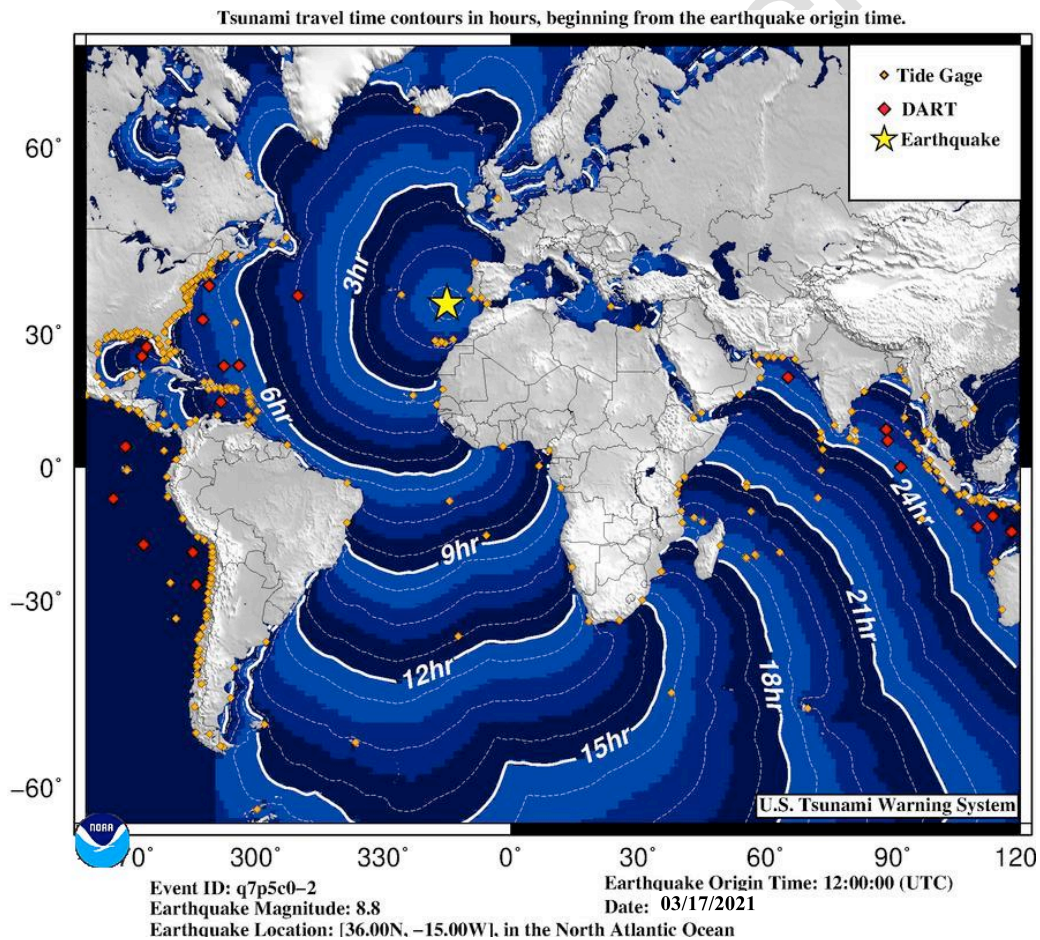 Tsunami travel time contours in hours, beginning from the earthquake origin time.
Tide Gage
DART
Earthquake
60°
30°
0°
−30°
−60°
3hr
6hr
9hr
12hr
15hr
18hr
21hr
24hr
U.S. Tsunami Warning System
NOAA
70° 300° 330° 0° 30° 60° 90° 120
Event ID: q7p5c0−2
Earthquake Magnitude: 8.8
Earthquake Location: [36.00N, −15.00W], in the North Atlantic Ocean
Earthquake Origin Time: 12:00:00 (UTC)
Date: 03/17/2021